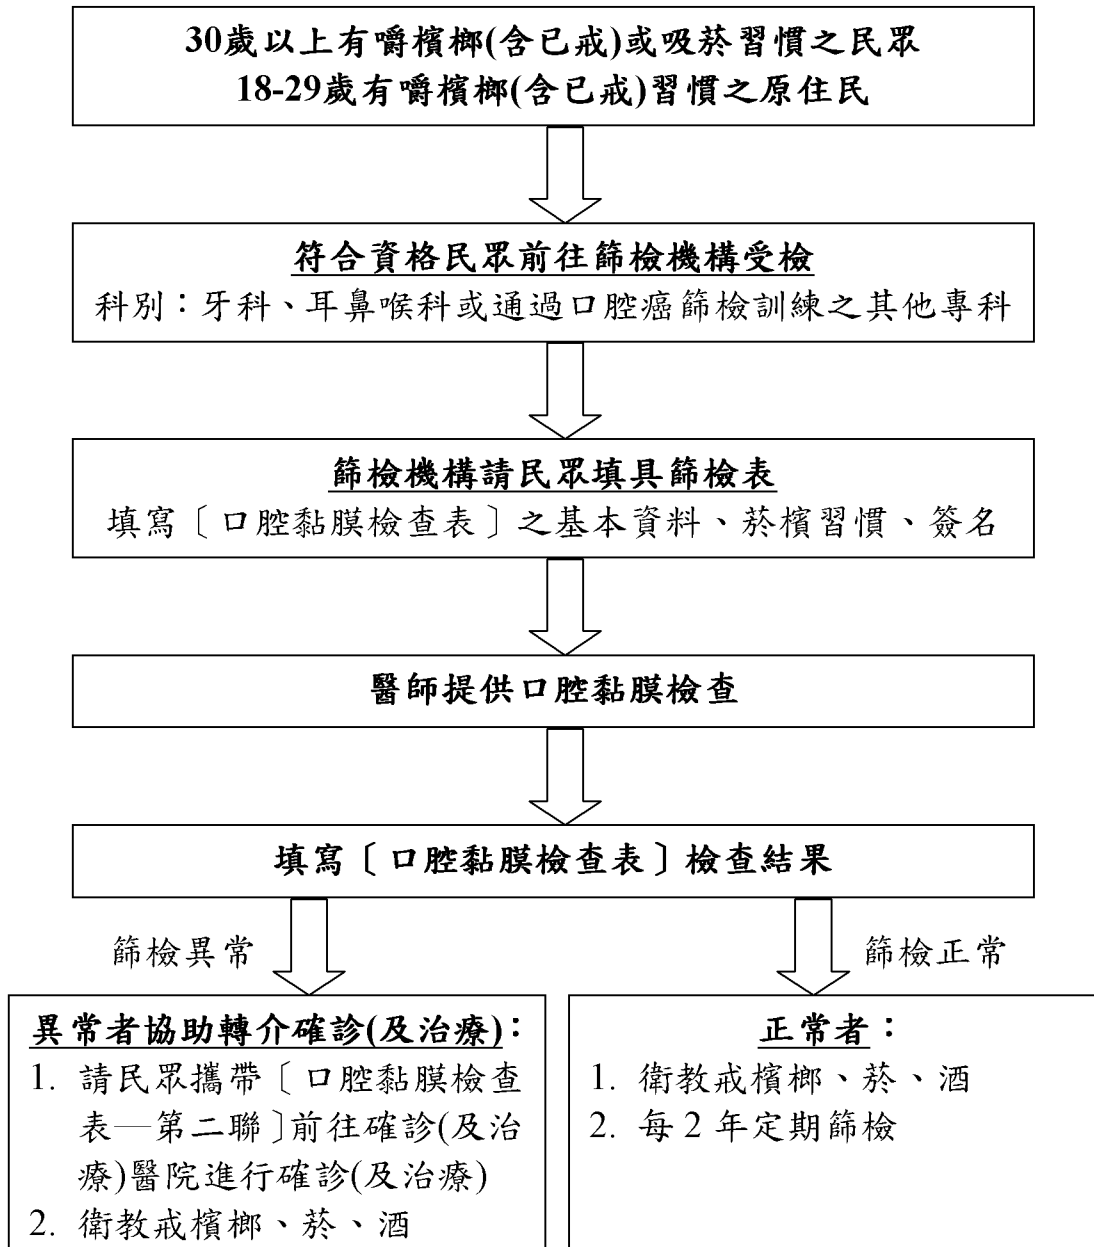 30歲以上有嚼檳榔(含已戒)或吸菸習慣之民眾
18-29歲有嚼檳榔(含已戒)習慣之原住民
符合資格民眾前往篩檢機構受檢
科別：牙科、耳鼻喉科或通過口腔癌篩檢訓練之其他專科
篩檢機構請民眾填具篩檢表
填寫〔口腔黏膜檢查表〕之基本資料、菸檳習慣、簽名
醫師提供口腔黏膜檢查
填寫〔口腔黏膜檢查表〕檢查結果
篩檢異常
篩檢正常
異常者協助轉介確診(及治療)：
1. 請民眾攜帶〔口腔黏膜檢查
表—第二聯〕前往確診(及治
療)醫院進行確診(及治療)
2. 衛教戒檳榔、菸、酒
正常者：
1. 衛教戒檳榔、菸、酒
2. 每 2 年定期篩檢